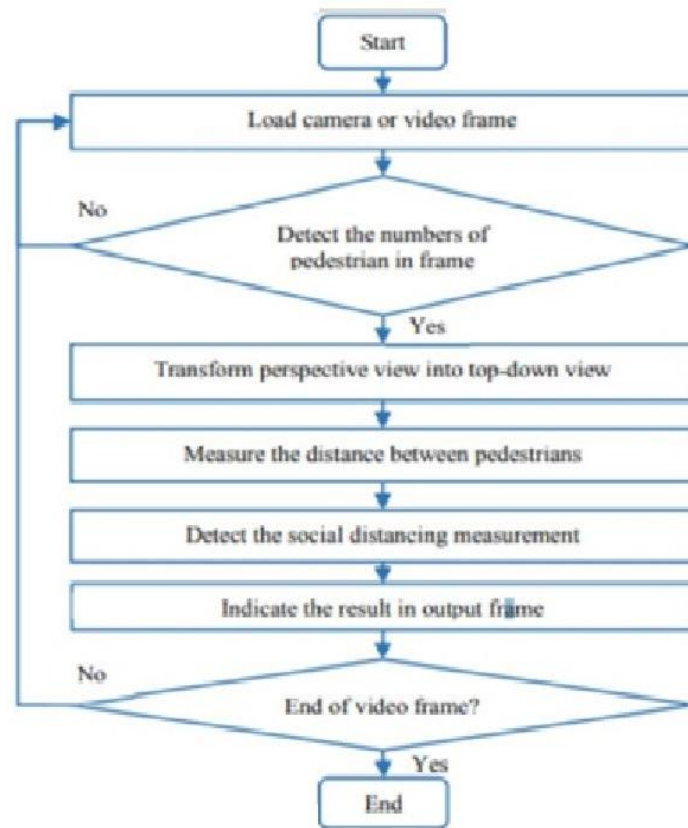 Start
Load camera or video frame
No
Detect the numbers of
pedestrian in frame
Yes
Transform perspective view into top-down view
Measure the distance between pedestrians
Detect the social distancing measurement
Indicate the result in output frame
No
End of video frame?
Yes
End